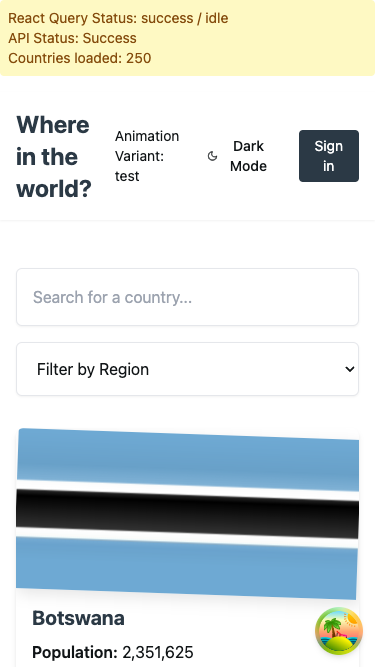 React Query Status: success / idle
API Status: Success
Countries loaded: 250
Where
in the
world?
Animation
Variant:
test
Dark
Mode
Sign
in
Search for a country...
Filter by Region
Botswana
Population: 2,351,625